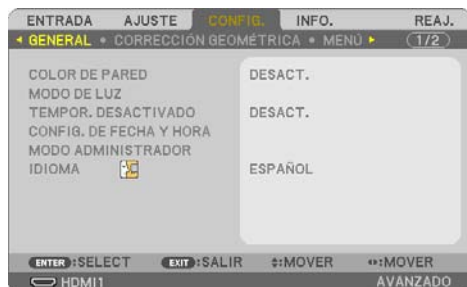 ENTRADA AJUSTE CONFIG. INFO. REAJ.
GENERAL • CORRECCIÓN GEOMÉTRICA • MENÚ (1/2)
COLOR DE PARED DESACT.
MODO DE LUZ
TEMPOR. DESACTIVADO DESACT.
CONFIG. DE FECHA Y HORA
MODO ADMINISTRADOR
IDIOMA ESPAÑOL
ENTER :SELECT EXIT :SALIR :MOVER :MOVER
HDMI1 AVANZADO